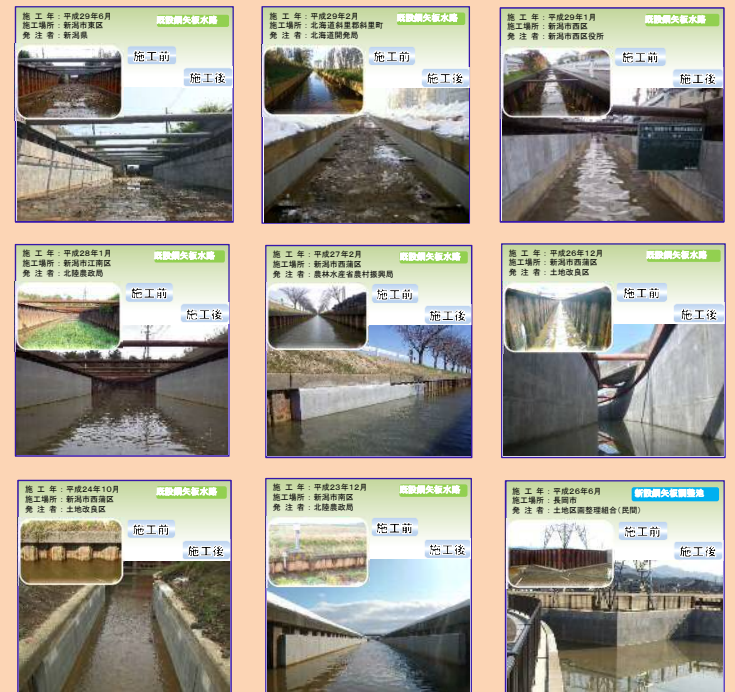 施 工 年：平成29年6月
施工場所：新潟市東区
発 注 者：新潟県
既設鋼矢板水路
施工前
施工後
施 工 年：平成29年2月
施工場所：北海道斜里郡斜里町
発 注 者：北海道開発局
既設鋼矢板水路
施工前
施工後
施 工 年：平成29年1月
施工場所：新潟市西区
発 注 者：新潟市西区役所
既設鋼矢板水路
施工前
施工後
施 工 年：平成28年1月
施工場所：新潟市江南区
発 注 者：北陸農政局
既設鋼矢板水路
施工前
施工後
施 工 年：平成27年2月
施工場所：新潟市西蒲区
発 注 者：農林水産省農村振興局
既設鋼矢板水路
施工前
施工後
施 工 年：平成26年12月
施工場所：新潟市西蒲区
発 注 者：土地改良区
既設鋼矢板水路
施工前
施工後
施 工 年：平成24年10月
施工場所：新潟市西蒲区
発 注 者：土地改良区
既設鋼矢板水路
施工前
施工後
施 工 年：平成23年12月
施工場所：新潟市南区
発 注 者：北陸農政局
既設鋼矢板水路
施工前
施工後
施 工 年：平成26年6月
施工場所：長岡市
発 注 者：土地区画整理組合（民間）
新設鋼矢板調整池
施工前
施工後